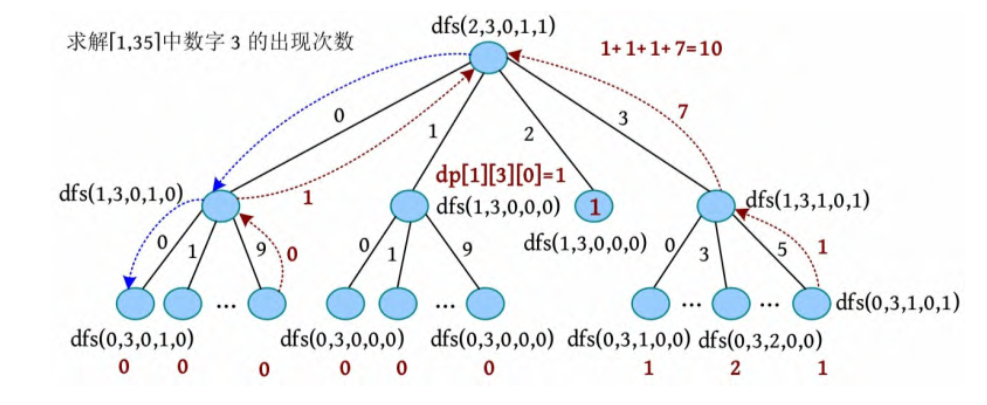 dfs(2,3,0,1,1)
求解[1,35]中数字 3 的出现次数
1+1+1+7=10
0
1
2
3
7
dp[1][3][0]=1
dfs(1,3,0,1,0)
1
dfs(1,3,0,0,0)
1
dfs(1,3,1,0,1)
dfs(1,3,0,0,0)
0
1
9
0
0
1
9
0
3
5
1
...
...
...
...
dfs(0,3,1,0,1)
dfs(0,3,0,1,0)
dfs(0,3,0,0,0)
dfs(0,3,0,0,0)
dfs(0,3,1,0,0)
dfs(0,3,2,0,0)
0
0
0
0
0
0
1
2
1